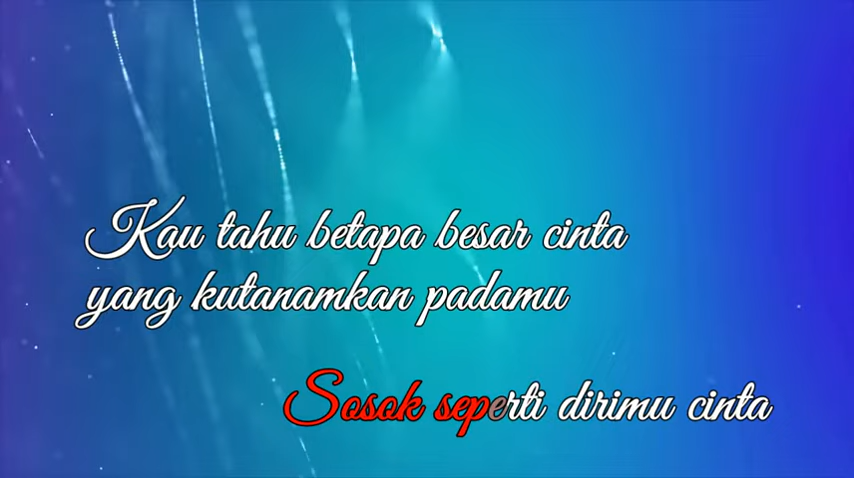 Kau tahu betapa besar cinta
yang kutanamkan padamu
Sosok seperti dirimu cinta